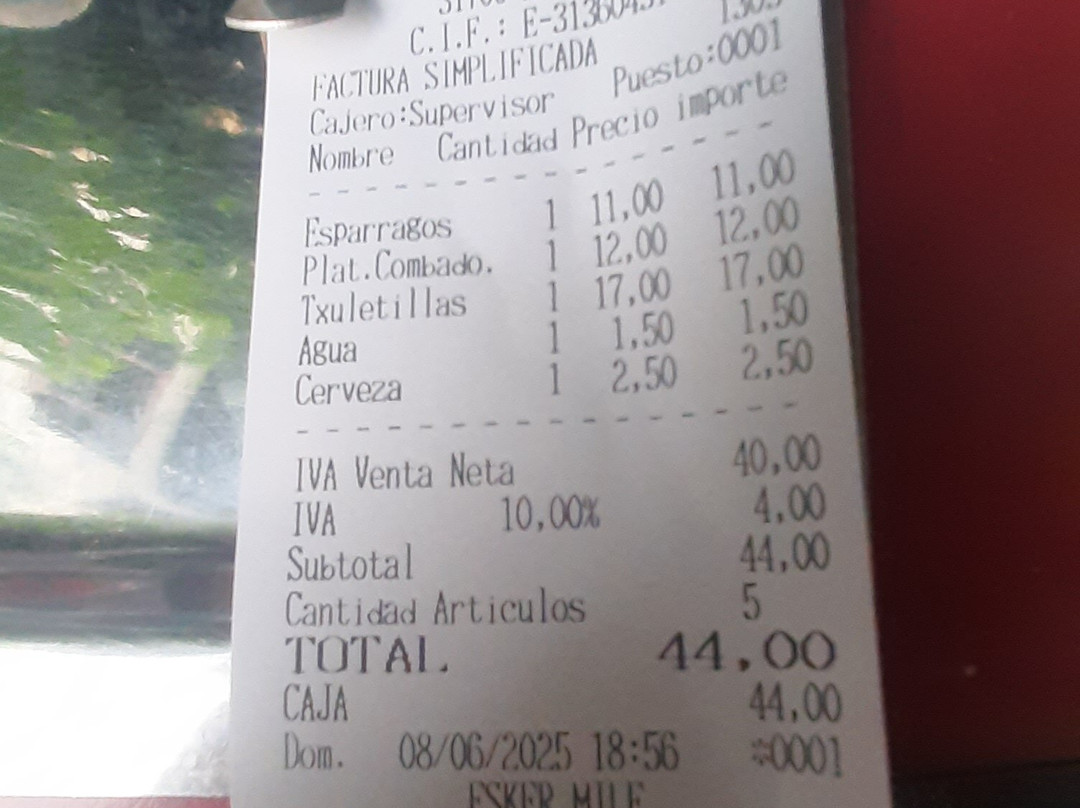 C.I.F.: E-3136043
FACTURA SIMPLIFICADA
Cajero:Supervisor Puesto:0001
Nombre Cantidad Precio importe
Esparragos 1 11,00 11,00
Plat.Combado. 1 12,00 12,00
Txuletillas 1 17,00 17,00
Agua 1 1,50 1,50
Cerveza 1 2,50 2,50
IVA Venta Neta 40,00
IVA 10,00% 4,00
Subtotal 44,00
Cantidad Articulos 5
TOTAL 44,00
CAJA 44,00
Dom. 08/06/2025 18:56 *0001
ESKER MILE